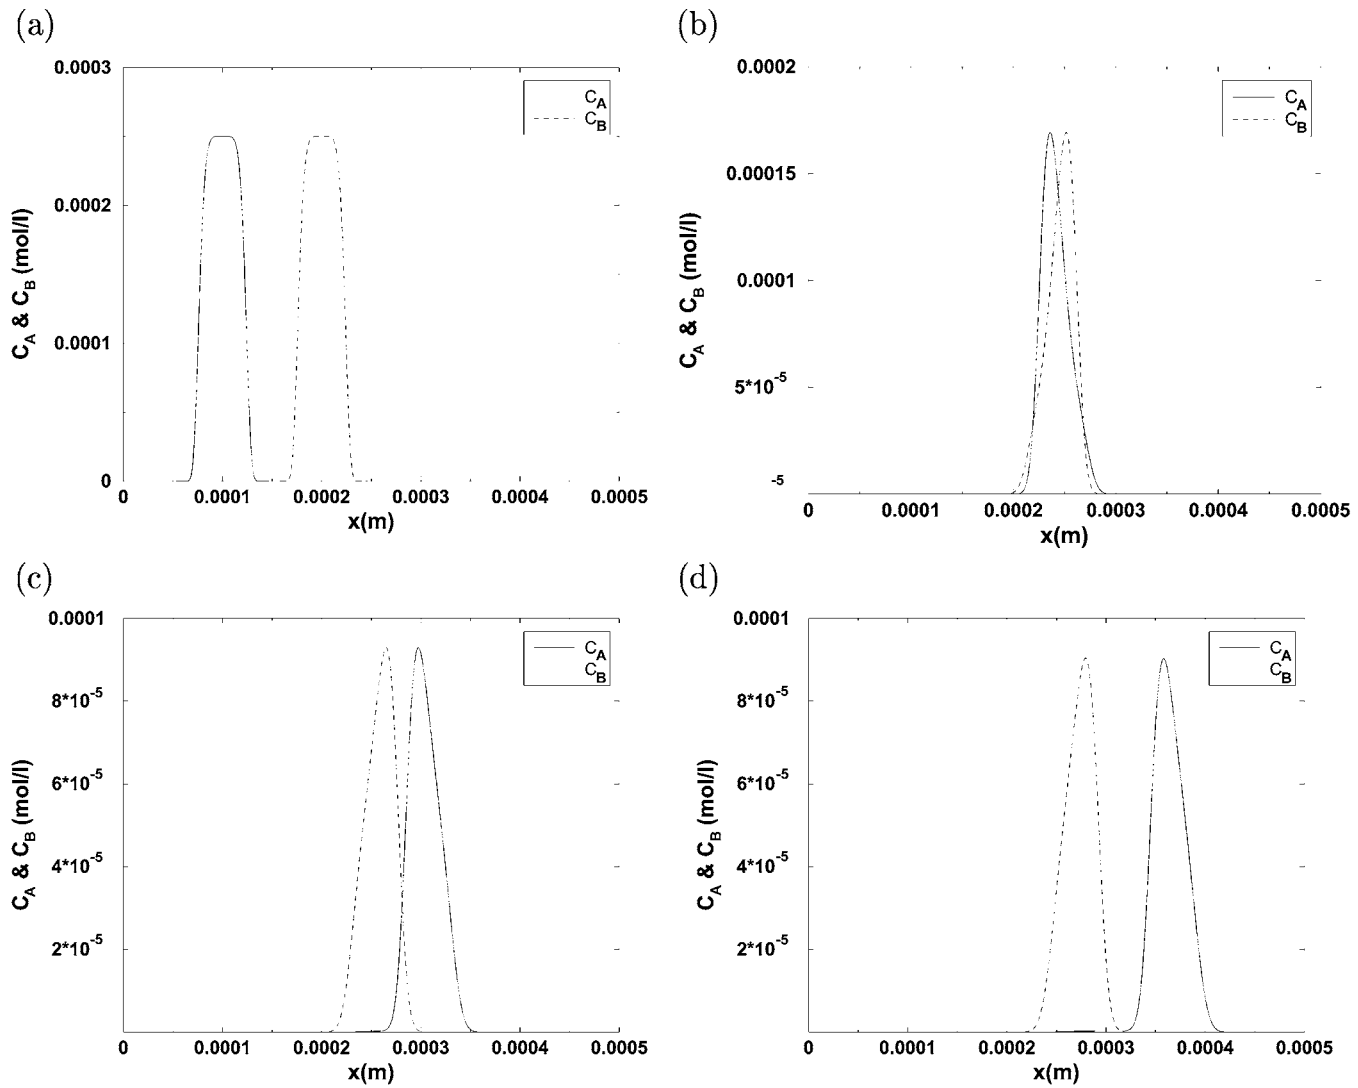 (a)
0.0003
0.0002
0.0001
0
C_A & C_B (mol/l)
C_A
C_B
0 0.0001 0.0002 0.0003 0.0004 0.0005
x(m)
(b)
0.0002
0.00015
0.0001
5*10^-5
-5
C_A & C_B (mol/l)
C_A
C_B
0 0.0001 0.0002 0.0003 0.0004 0.0005
x(m)
(c)
0.0001
8*10^-5
6*10^-5
4*10^-5
2*10^-5
C_A & C_B (mol/l)
C_A
C_B
0 0.0001 0.0002 0.0003 0.0004 0.0005
x(m)
(d)
0.0001
8*10^-5
6*10^-5
4*10^-5
2*10^-5
C_A & C_B (mol/l)
C_A
C_B
0 0.0001 0.0002 0.0003 0.0004 0.0005
x(m)